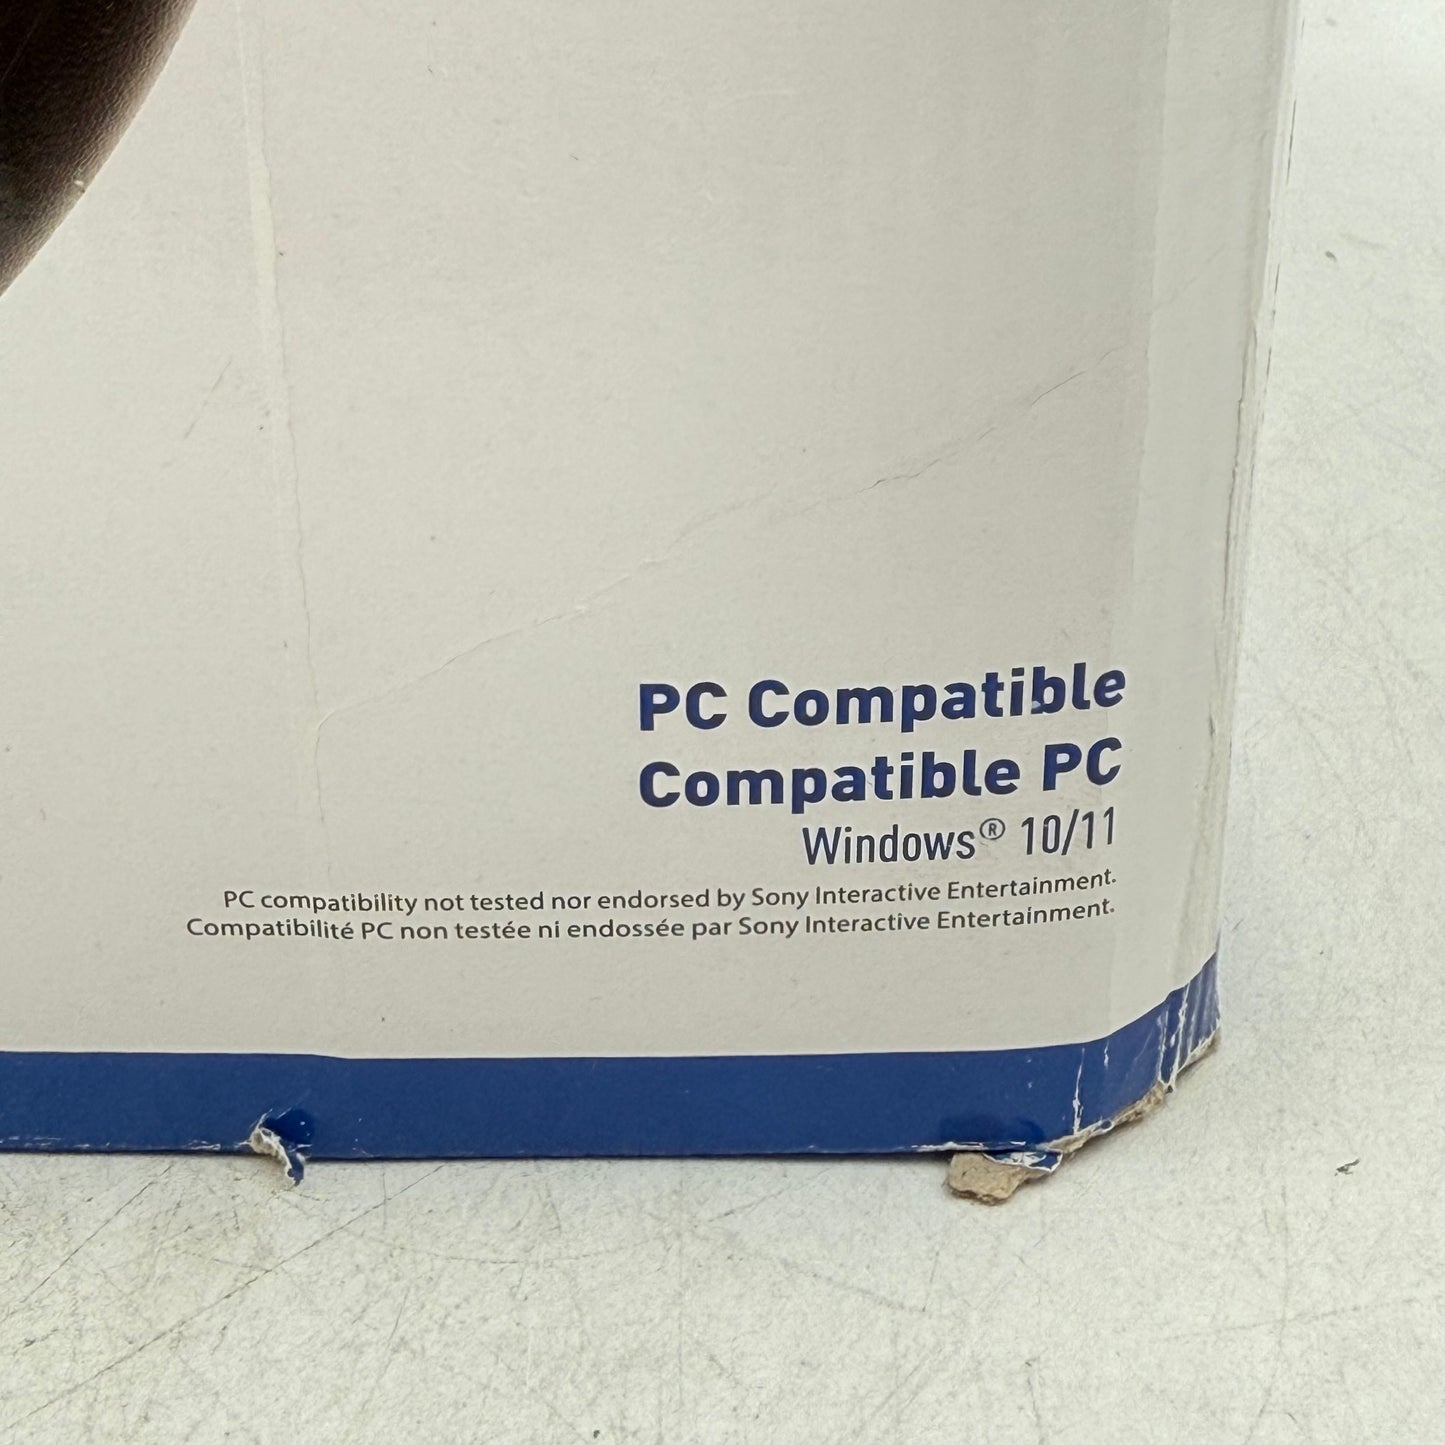 PC Compatible
Compatible PC
Windows® 10/11
PC compatibility not tested nor endorsed by Sony Interactive Entertainment.
Compatibilité PC non testée ni endossée par Sony Interactive Entertainment.